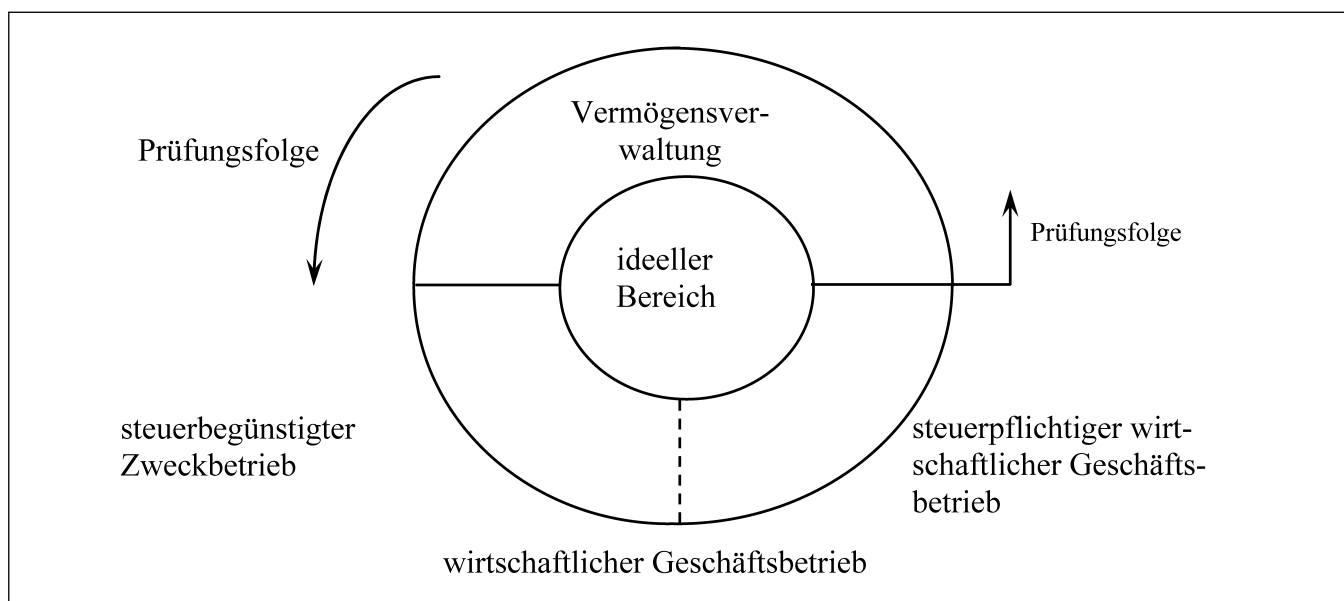 Vermögensver-
waltung
Prüfungsfolge
Prüfungsfolge
ideeller
Bereich
steuerbegünstigter
Zweckbetrieb
steuerpflichtiger wirt-
schaftlicher Geschäfts-
betrieb
wirtschaftlicher Geschäftsbetrieb